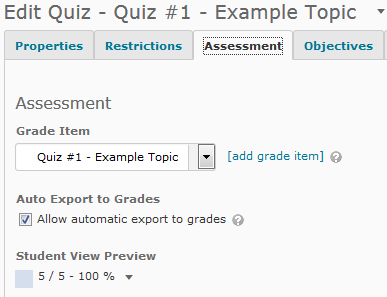 Edit Quiz - Quiz #1 - Example Topic
Properties Restrictions Assessment Objectives
Assessment
Grade Item
Quiz #1 - Example Topic [add grade item] ?
Auto Export to Grades
Allow automatic export to grades ?
Student View Preview
5 / 5 - 100 %